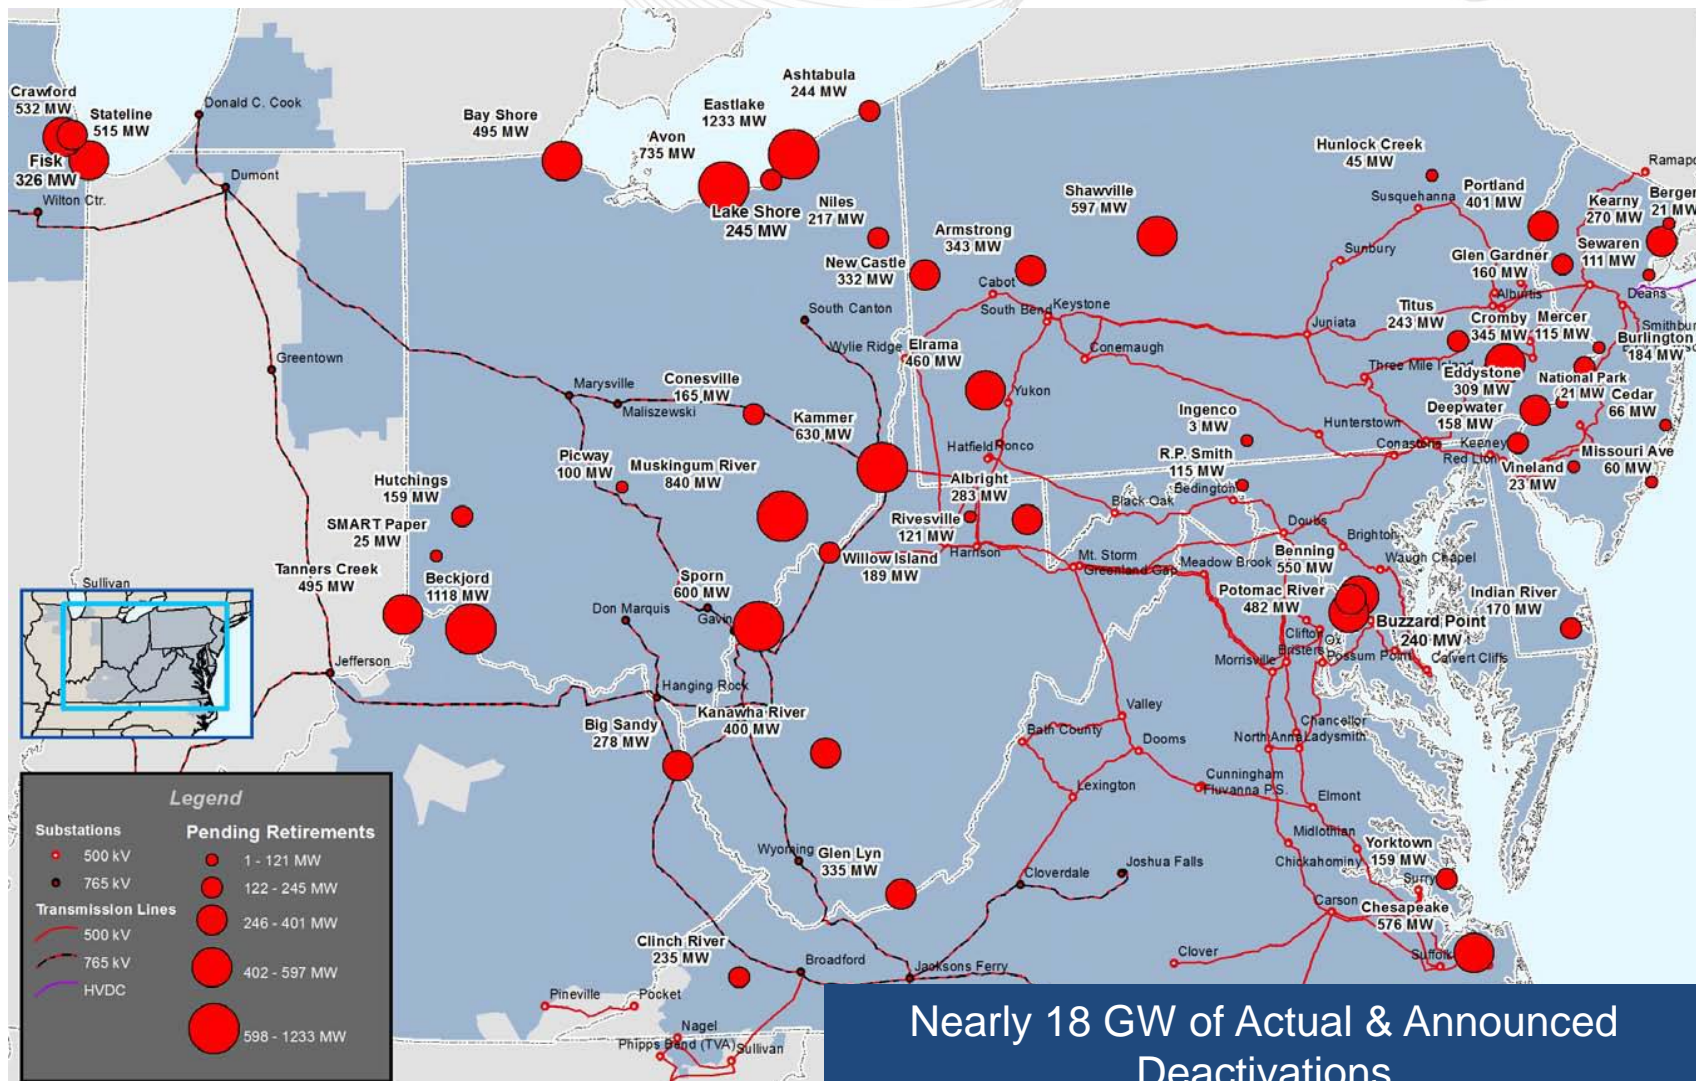 Crawford
532 MW
Stateline
515 MW
Fisk
326 MW
Wilton Ctr.
Donald C. Cook
Dumont
Bay Shore
495 MW
Avon
735 MW
Eastlake
1233 MW
Ashtabula
244 MW
Lake Shore
245 MW
Niles
217 MW
New Castle
332 MW
Armstrong
343 MW
Shawville
597 MW
Hunlock Creek
45 MW
Susquehanna
Portland
401 MW
Kearny
270 MW
Ramapo
Bergen
21 MW
Sewaren
111 MW
Glen Gardner
160 MW
Sunbury
Alburtis
Deans
Titus
243 MW
Cromby
345 MW
Mercer
115 MW
Burlington
184 MW
Cabot
South Bend
Keystone
Juniata
Conemaugh
South Canton
Wylie Ridge
Elrama
460 MW
Yukon
Eddystone
309 MW
National Park
21 MW
Cedar
66 MW
Deepwater
158 MW
Greentown
Marysville
Maliszewski
Conesville
165 MW
Kammer
630 MW
Ingenco
3 MW
Hunterstown
Conastone
Keeney
Red Lion
Missouri Ave
60 MW
Vineland
23 MW
Hatfield
Ronco
R.P. Smith
115 MW
Picway
100 MW
Muskingum River
840 MW
Albright
283 MW
Rivesville
121 MW
Bedington
Black Oak
Hutchings
159 MW
SMART Paper
25 MW
Doubs
Brighton
Harrison
Willow Island
189 MW
Mt. Storm
Greenland Gap
Meadow Brook
Benning
550 MW
Waugh Chapel
Tanners Creek
495 MW
Beckjord
1118 MW
Sporn
600 MW
Don Marquis
Gavin
Potomac River
482 MW
Buzzard Point
240 MW
Indian River
170 MW
Clifton
Ox
Bristers
Possum Point
Morrisville
Calvert Cliffs
Sullivan
Jefferson
Hanging Rock
Big Sandy
278 MW
Kanawha River
400 MW
Valley
Bath County
Dooms
Chancellor
North Anna
Ladysmith
Lexington
Cunningham
Fluvanna P.S.
Elmont
Midlothian
Chickahominy
Yorktown
159 MW
Surry
Wyoming
Glen Lyn
335 MW
Cloverdale
Joshua Falls
Carson
Chesapeake
576 MW
Suffolk
Clover
Clinch River
235 MW
Broadford
Jacksons Ferry
Pineville
Pocket
Nagel
Phipps Bend (TVA)
Sullivan
Legend
Substations
500 kV
765 kV
Transmission Lines
500 kV
765 kV
HVDC
Pending Retirements
1 - 121 MW
122 - 245 MW
246 - 401 MW
402 - 597 MW
598 - 1233 MW
Nearly 18 GW of Actual & Announced
Deactivations